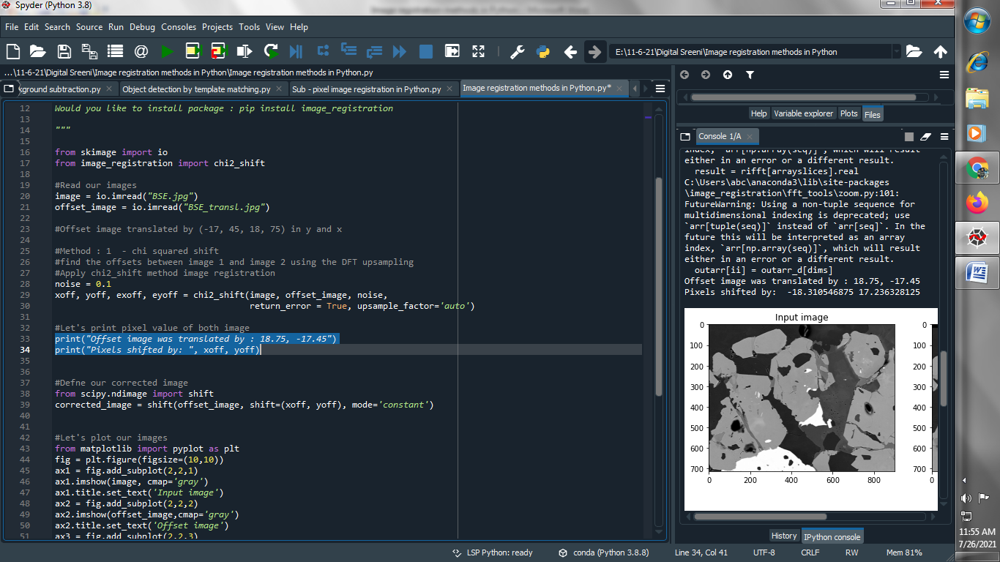 Spyder (Python 3.8)
File Edit Search Source Run Debug Consoles Projects Tools View Help
E:\11-6-21\Digital Sreeni\Image registration methods in Python
...\11-6-21\Digital Sreeni\Image registration methods in Python\Image registration methods in Python.py
kground subtraction.py Object detection by template matching.py Sub - pixel image registration in Python.py Image registration methods in Python.py*
12 Would you like to install package : pip install image_registration
13
14 """
15
16 from skimage import io
17 from image_registration import chi2_shift
18
19 #Read our images
20 image = io.imread("BSE.jpg")
21 offset_image = io.imread("BSE_transl.jpg")
22
23 #Offset image translated by (-17, 45, 18, 75) in y and x
24
25 #Method : 1  - chi squared shift
26 #find the offsets between image 1 and image 2 using the DFT upsampling
27 #Apply chi2_shift method image registration
28 noise = 0.1
29 xoff, yoff, exoff, eyoff = chi2_shift(image, offset_image, noise,
30 return_error = True, upsample_factor='auto')
31
32 #Let's print pixel value of both image
33 print("Offset image was translated by : 18.75, -17.45")
34 print("Pixels shifted by: ", xoff, yoff)
35
36
37 #Defne our corrected image
38 from scipy.ndimage import shift
39 corrected_image = shift(offset_image, shift=(xoff, yoff), mode='constant')
40
41
42 #Let's plot our images
43 from matplotlib import pyplot as plt
44 fig = plt.figure(figsize=(10,10))
45 ax1 = fig.add_subplot(2,2,1)
46 ax1.imshow(image, cmap='gray')
47 ax1.title.set_text('Input image')
48 ax2 = fig.add_subplot(2,2,2)
49 ax2.imshow(offset_image,cmap='gray')
50 ax2.title.set_text('Offset image')
51 ax3 = fig.add_subplot(2,2,3)
Help Variable explorer Plots Files
Console 1/A
index, `arr[np.array(seq)]`, which will result
either in an error or a different result.
result = rifft[arrayslices].real
C:\Users\abc\anaconda3\lib\site-packages
\image_registration\fft_tools\zoom.py:101:
FutureWarning: Using a non-tuple sequence for
multidimensional indexing is deprecated; use
`arr[tuple(seq)]` instead of `arr[seq]`. In the
future this will be interpreted as an array
index, `arr[np.array(seq)]`, which will result
either in an error or a different result.
outarr[ii] = outarr_d[dims]
Offset image was translated by : 18.75, -17.45
Pixels shifted by:  -18.310546875 17.236328125
Input image
0 0
100 100
200 200
300 300
400 400
500 500
600 600
700 700
0 200 400 600 800 0
History IPython console
LSP Python: ready conda (Python 3.8.8) Line 34, Col 41 UTF-8 CRLF RW Mem 81%
11:55 AM
7/26/2021